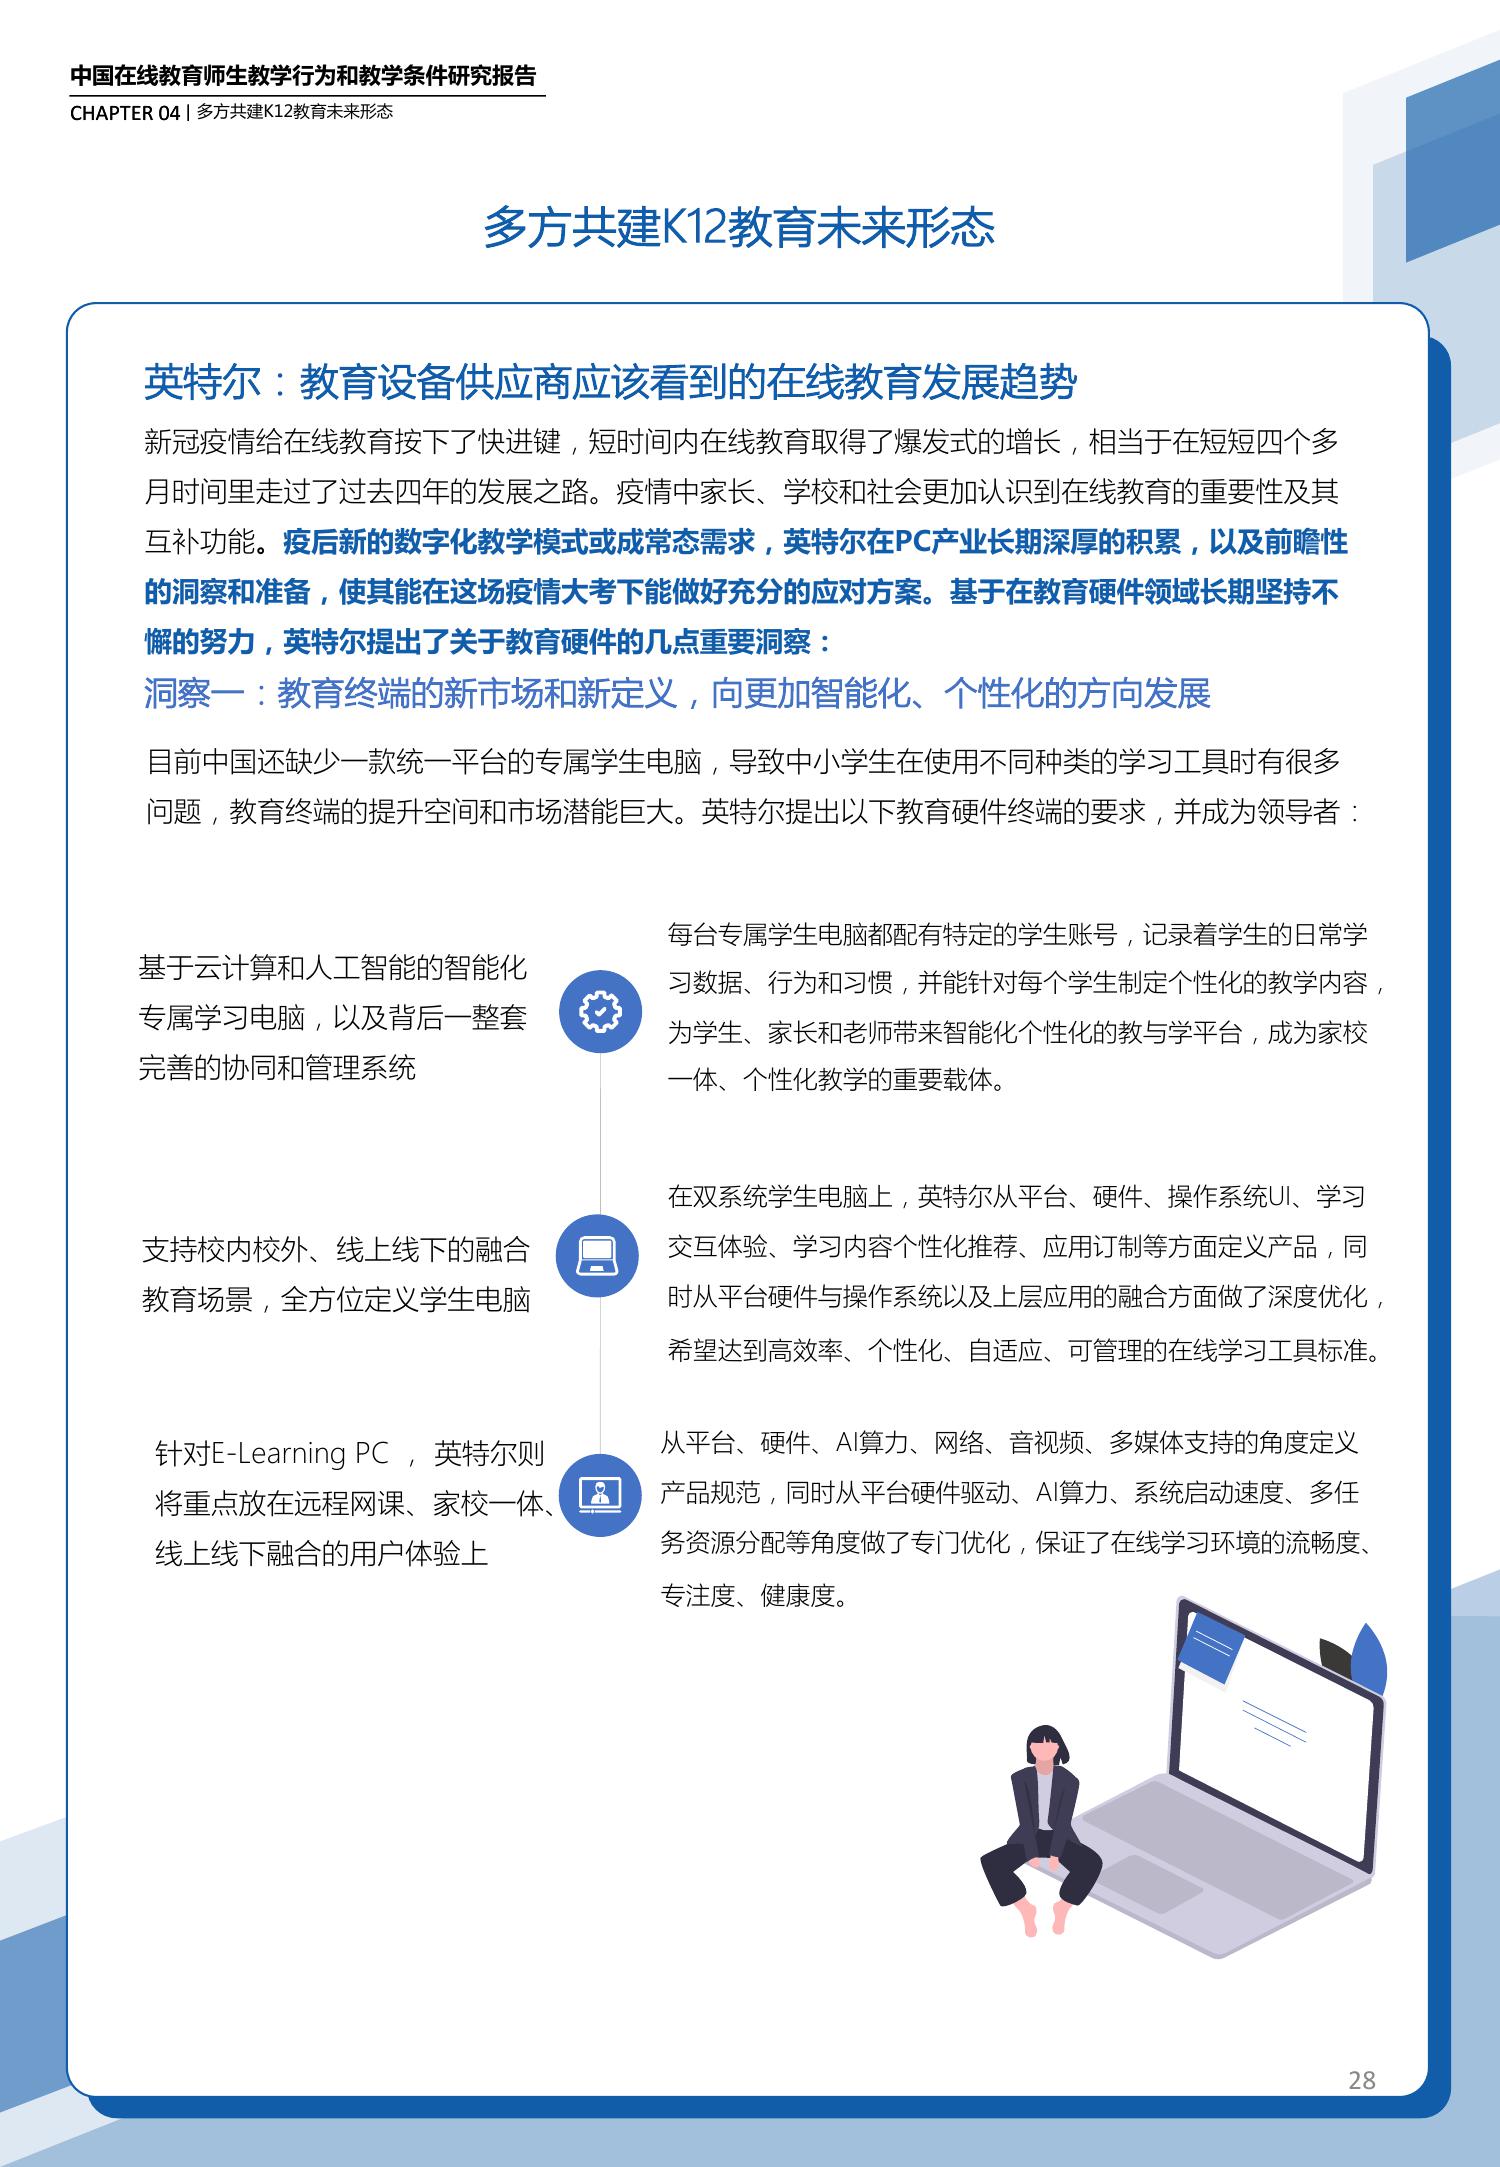 中国在线教育师生教学行为和教学条件研究报告
CHAPTER 04 | 多方共建K12教育未来形态
多方共建K12教育未来形态
英特尔：教育设备供应商应该看到的在线教育发展趋势
新冠疫情给在线教育按下了快进键，短时间内在线教育取得了爆发式的增长，相当于在短短四个多
月时间里走过了过去四年的发展之路。疫情中家长、学校和社会更加认识到在线教育的重要性及其
互补功能。疫后新的数字化教学模式或成常态需求，英特尔在PC产业长期深厚的积累，以及前瞻性
的洞察和准备，使其能在这场疫情大考下能做好充分的应对方案。基于在教育硬件领域长期坚持不
懈的努力，英特尔提出了关于教育硬件的几点重要洞察：
洞察一：教育终端的新市场和新定义，向更加智能化、个性化的方向发展
目前中国还缺少一款统一平台的专属学生电脑，导致中小学生在使用不同种类的学习工具时有很多
问题，教育终端的提升空间和市场潜能巨大。英特尔提出以下教育硬件终端的要求，并成为领导者：
基于云计算和人工智能的智能化
专属学习电脑，以及背后一整套
完善的协同和管理系统
每台专属学生电脑都配有特定的学生账号，记录着学生的日常学
习数据、行为和习惯，并能针对每个学生制定个性化的教学内容，
为学生、家长和老师带来智能化个性化的教与学平台，成为家校
一体、个性化教学的重要载体。
支持校内校外、线上线下的融合
教育场景，全方位定义学生电脑
在双系统学生电脑上，英特尔从平台、硬件、操作系统UI、学习
交互体验、学习内容个性化推荐、应用订制等方面定义产品，同
时从平台硬件与操作系统以及上层应用的融合方面做了深度优化，
希望达到高效率、个性化、自适应、可管理的在线学习工具标准。
针对E-Learning PC ， 英特尔则
将重点放在远程网课、家校一体、
线上线下融合的用户体验上
从平台、硬件、AI算力、网络、音视频、多媒体支持的角度定义
产品规范，同时从平台硬件驱动、AI算力、系统启动速度、多任
务资源分配等角度做了专门优化，保证了在线学习环境的流畅度、
专注度、健康度。
28